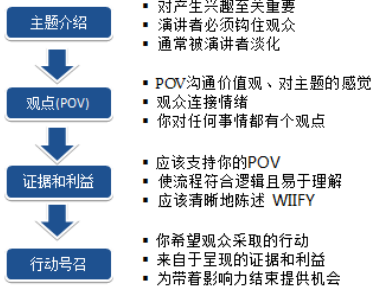 主题介绍
▪ 对产生兴趣至关重要
▪ 演讲者必须钩住观众
▪ 通常被演讲者淡化
观点(POV)
▪ POV沟通价值观、对主题的感觉
▪ 观众连接情绪
▪ 你对任何事情都有个观点
证据和利益
▪ 应该支持你的POV
▪ 使流程符合逻辑且易于理解
▪ 应该清晰地陈述 WIIFY
行动号召
▪ 你希望观众采取的行动
▪ 来自于呈现的证据和利益
▪ 为带着影响力结束提供机会